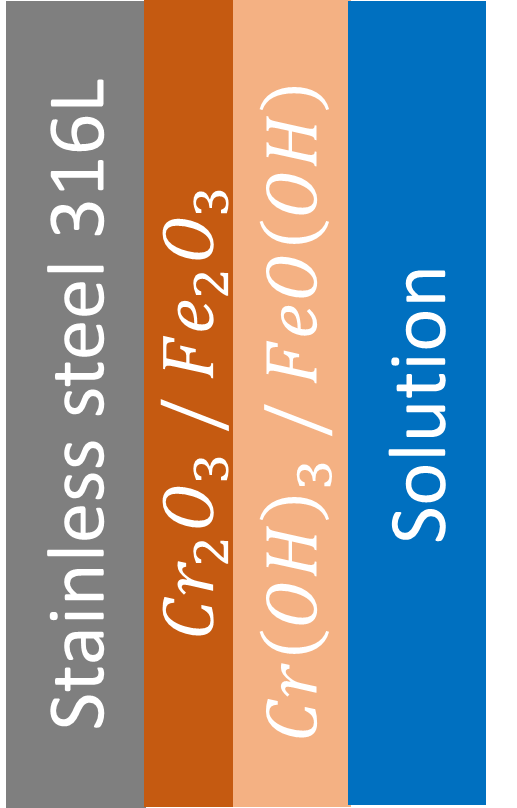 Stainless steel 316L
Cr₂O₃ / Fe₂O₃
Cr(OH)₃ / FeO(OH)
Solution